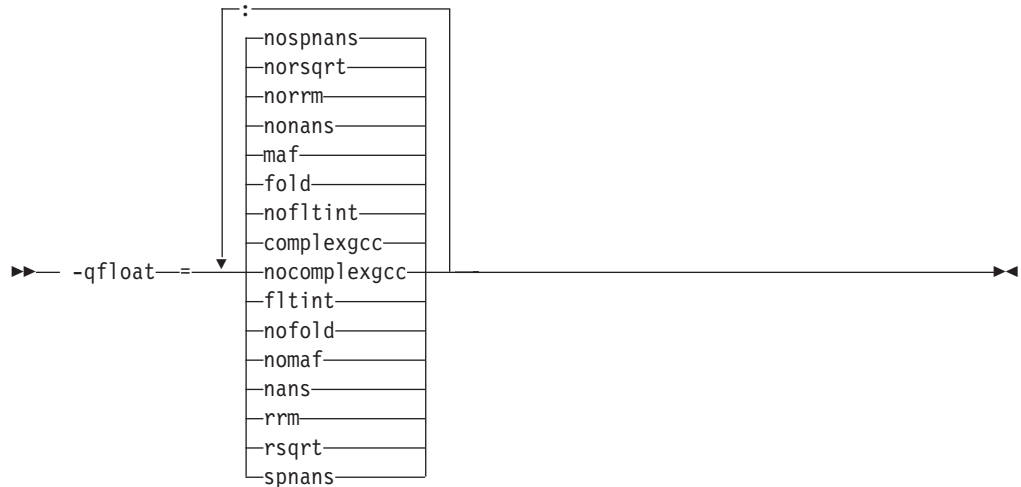 :
nospnans
norsqrt
norrm
nonans
maf
fold
nofltint
complexgcc
-qfloat = nocomplexgcc
fltint
nofold
nomaf
nans
rrm
rsqrt
spnans